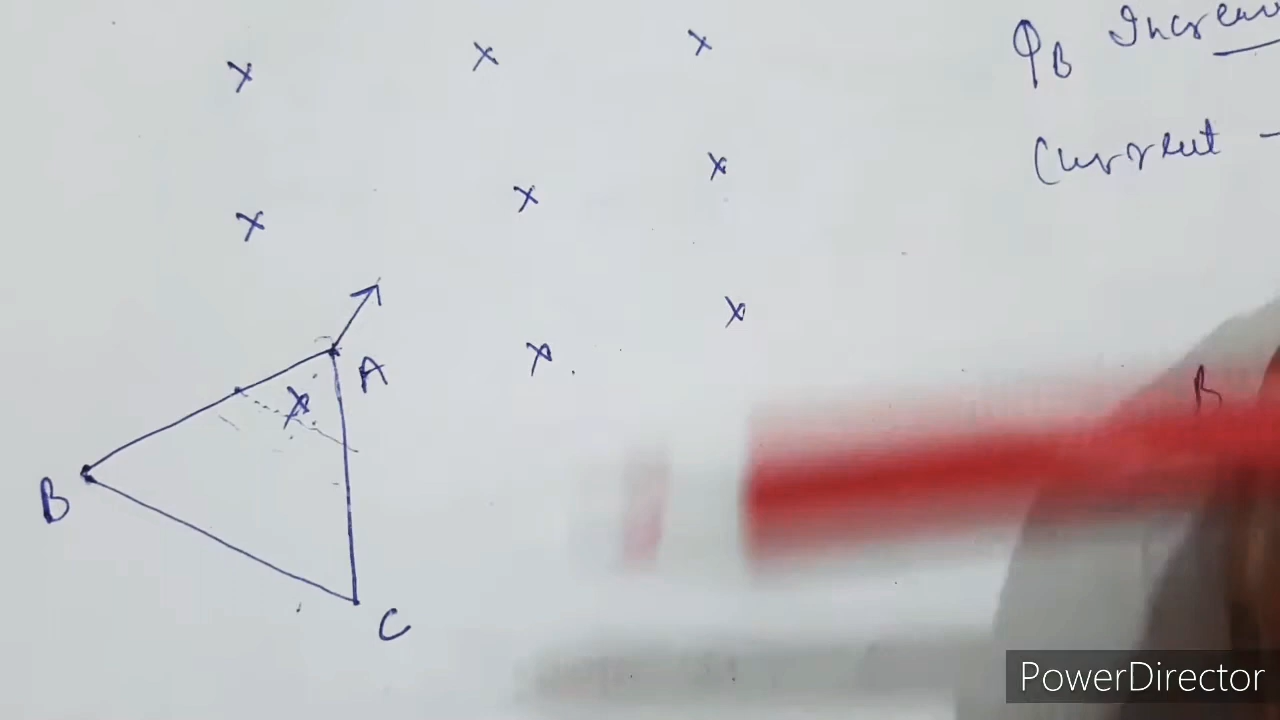 x x x
ΦB Increa
x x x
Current -
x x x
A
x
B
B
C
PowerDirector